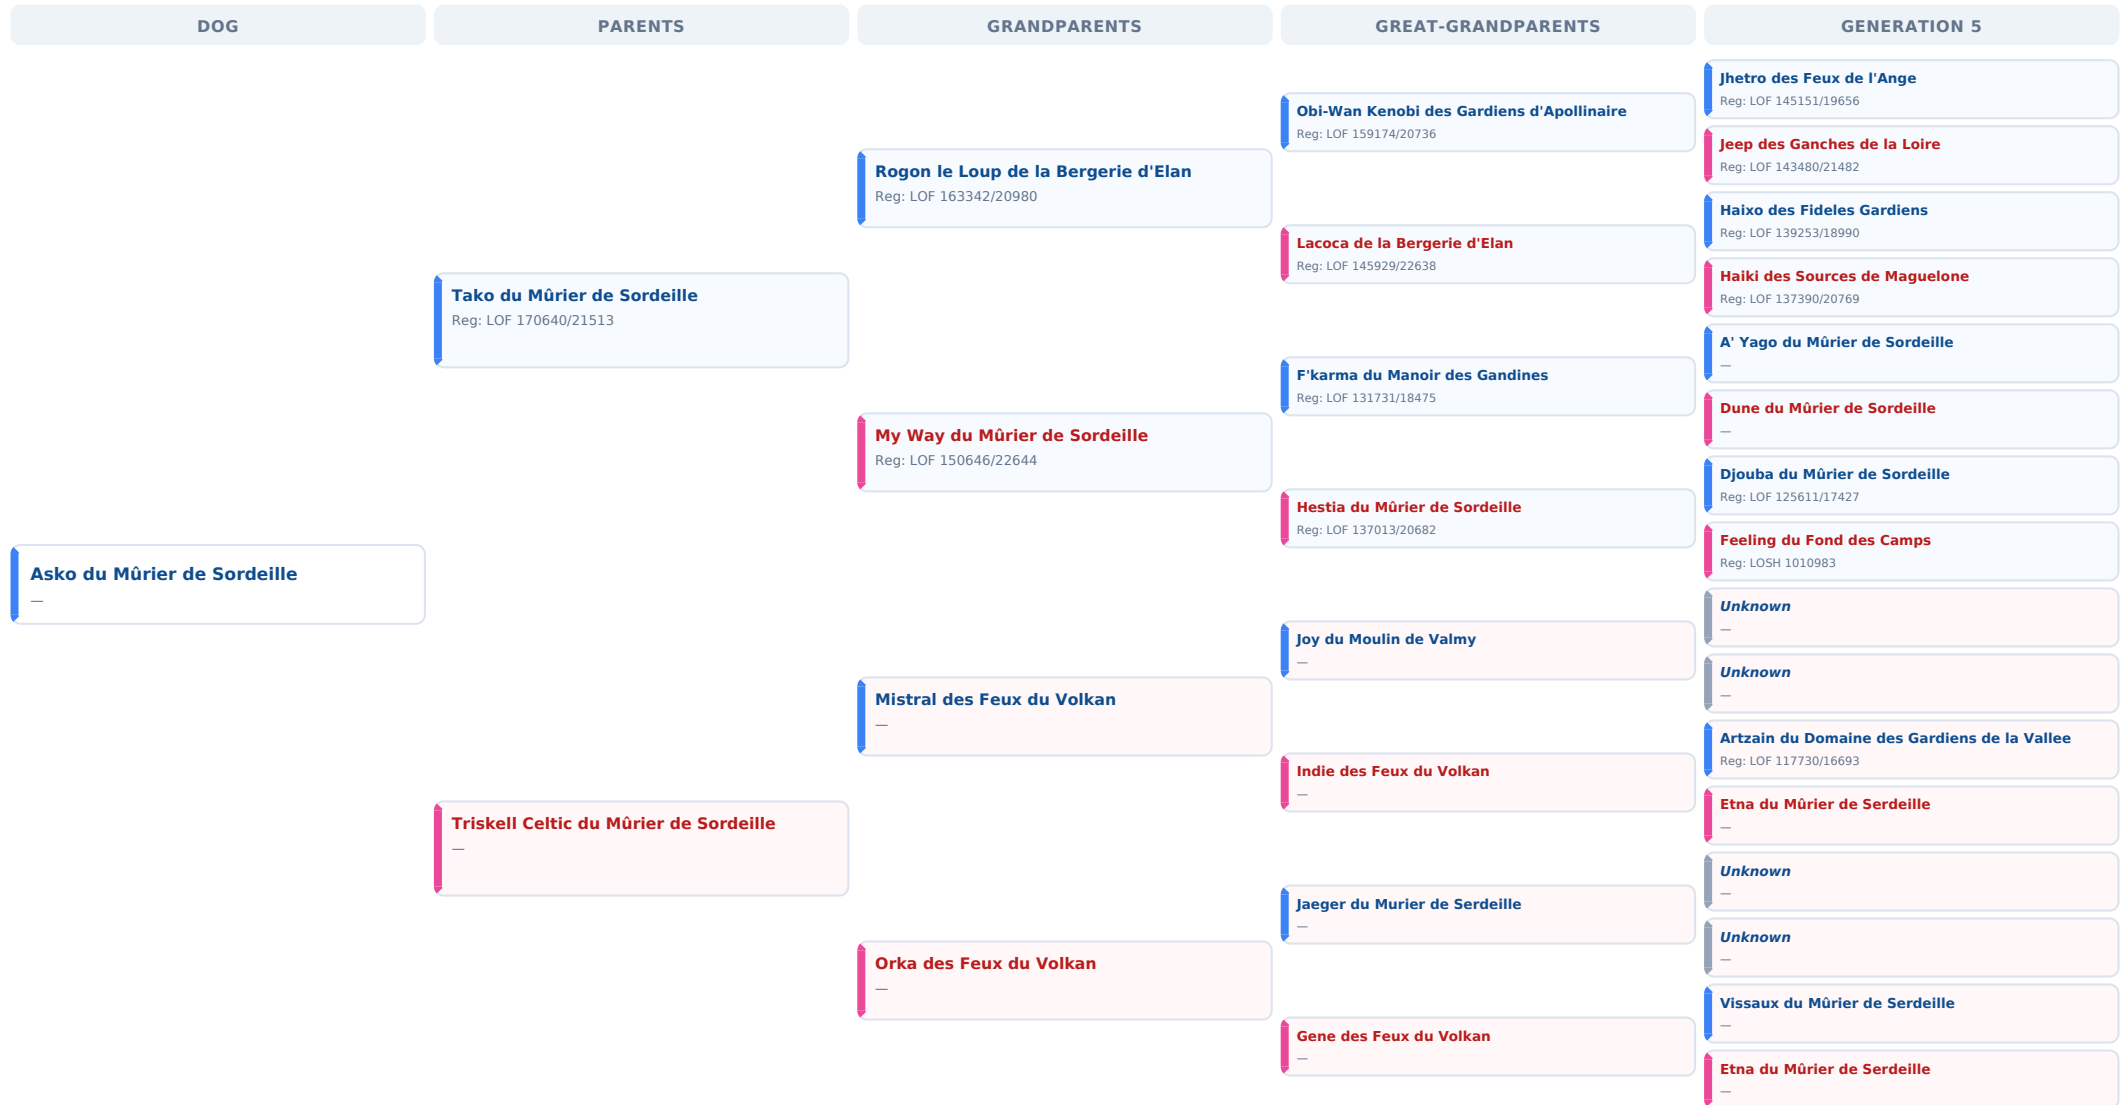 DOG
PARENTS
GRANDPARENTS
GREAT-GRANDPARENTS
GENERATION 5
Asko du Mûrier de Sordeille
—
Tako du Mûrier de Sordeille
Reg: LOF 170640/21513
Triskell Celtic du Mûrier de Sordeille
—
Rogon le Loup de la Bergerie d'Elan
Reg: LOF 163342/20980
My Way du Mûrier de Sordeille
Reg: LOF 150646/22644
Mistral des Feux du Volkan
—
Orka des Feux du Volkan
—
Obi-Wan Kenobi des Gardiens d'Apollinaire
Reg: LOF 159174/20736
Lacoca de la Bergerie d'Elan
Reg: LOF 145929/22638
F'karma du Manoir des Gandines
Reg: LOF 131731/18475
Hestia du Mûrier de Sordeille
Reg: LOF 137013/20682
Joy du Moulin de Valmy
—
Indie des Feux du Volkan
—
Jaeger du Murier de Serdeille
—
Gene des Feux du Volkan
—
Jhetro des Feux de l'Ange
Reg: LOF 145151/19656
Jeep des Ganches de la Loire
Reg: LOF 143480/21482
Haixo des Fideles Gardiens
Reg: LOF 139253/18990
Haiki des Sources de Maguelone
Reg: LOF 137390/20769
A' Yago du Mûrier de Sordeille
—
Dune du Mûrier de Sordeille
—
Djouba du Mûrier de Sordeille
Reg: LOF 125611/17427
Feeling du Fond des Camps
Reg: LOSH 1010983
Unknown
—
Unknown
—
Artzain du Domaine des Gardiens de la Vallee
Reg: LOF 117730/16693
Etna du Mûrier de Serdeille
—
Unknown
—
Unknown
—
Vissaux du Mûrier de Serdeille
—
Etna du Mûrier de Serdeille
—